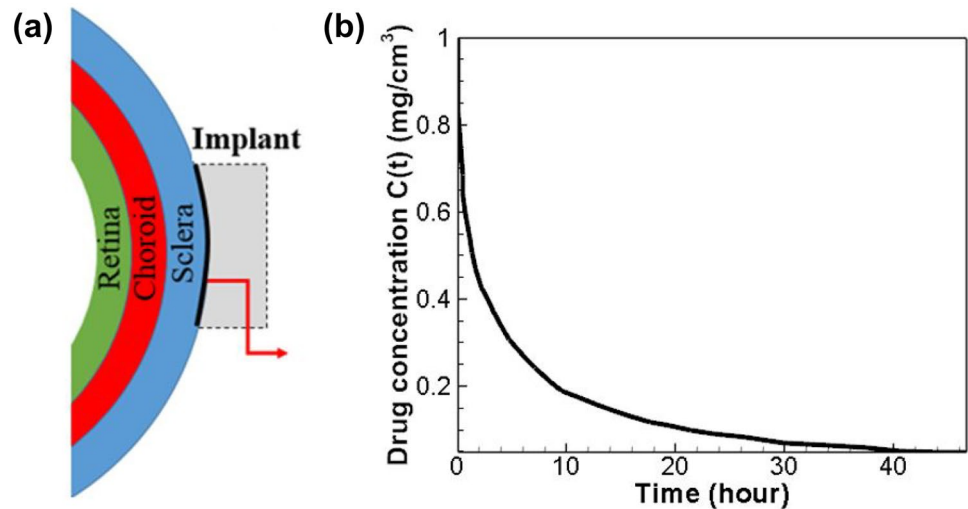 (a)
Implant
Retina
Choroid
Sclera
(b)
Drug concentration C(t) (mg/cm³)
1
0.8
0.6
0.4
0.2
0
10
20
30
40
Time (hour)